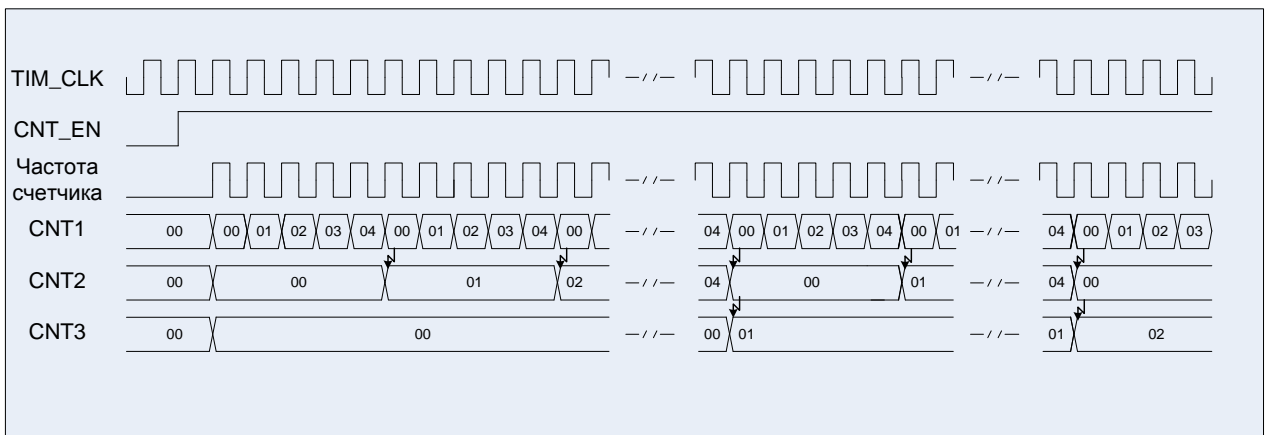 TIM_CLK
CNT_EN
Частота
счетчика
CNT1 00 00 01 02 03 04 00 01 02 03 04 00 04 00 01 02 03 04 00 01 04 00 01 02 03
CNT2 00 00 01 02 04 00 01 04 00
CNT3 00 00 00 01 01 02